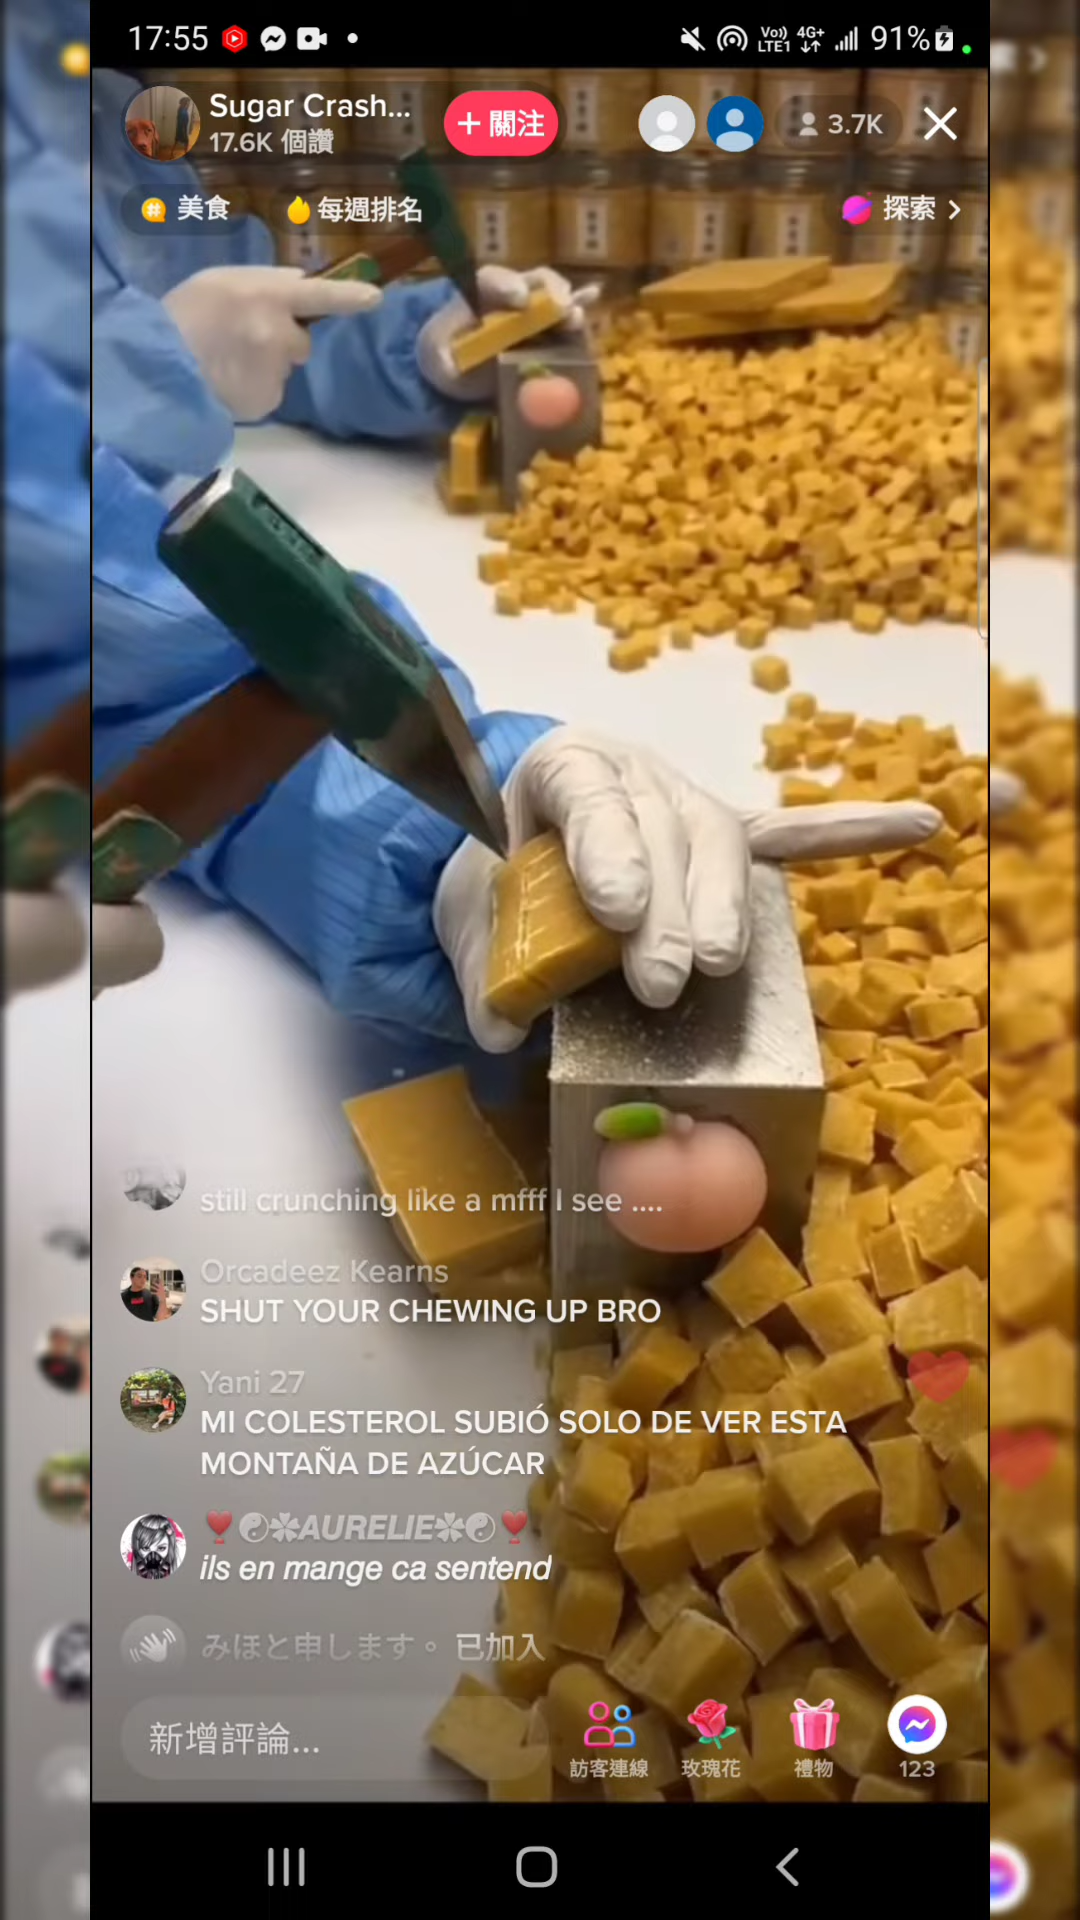 17:55
Vo))
LTE1
4G+
91%
Sugar Crash...
17.6K 個讚
+ 關注
3.7K
美食
每週排名
探索
still crunching like a mfff I see ....
Orcadeez Kearns
SHUT YOUR CHEWING UP BRO
Yani 27
MI COLESTEROL SUBIÓ SOLO DE VER ESTA
MONTAÑA DE AZÚCAR
❣️☯✤AURELIE✤☯❣️
ils en mange ca sentend
みほと申します。 已加入
新增評論...
訪客連線
玫瑰花
禮物
123